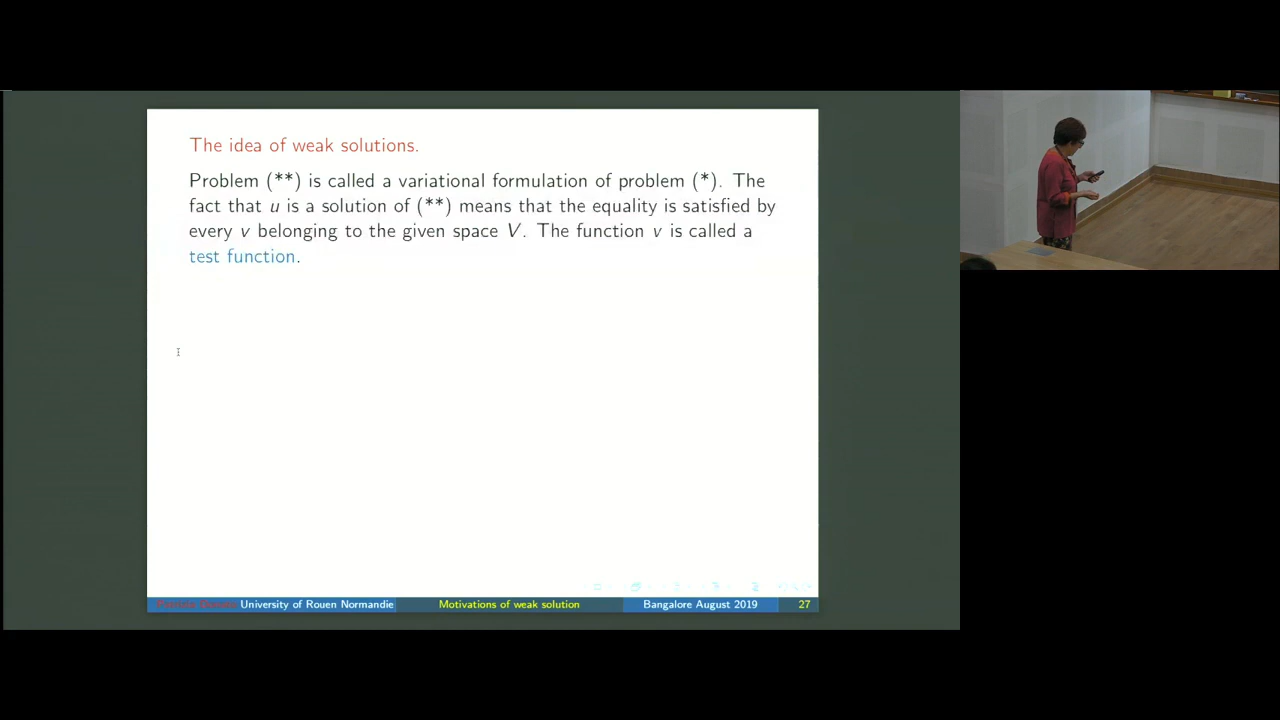 The idea of weak solutions.
Problem (**) is called a variational formulation of problem (*). The
fact that u is a solution of (**) means that the equality is satisfied by
every v belonging to the given space V. The function v is called a
test function.
University of Rouen Normandie
Motivations of weak solution
Bangalore August 2019
27